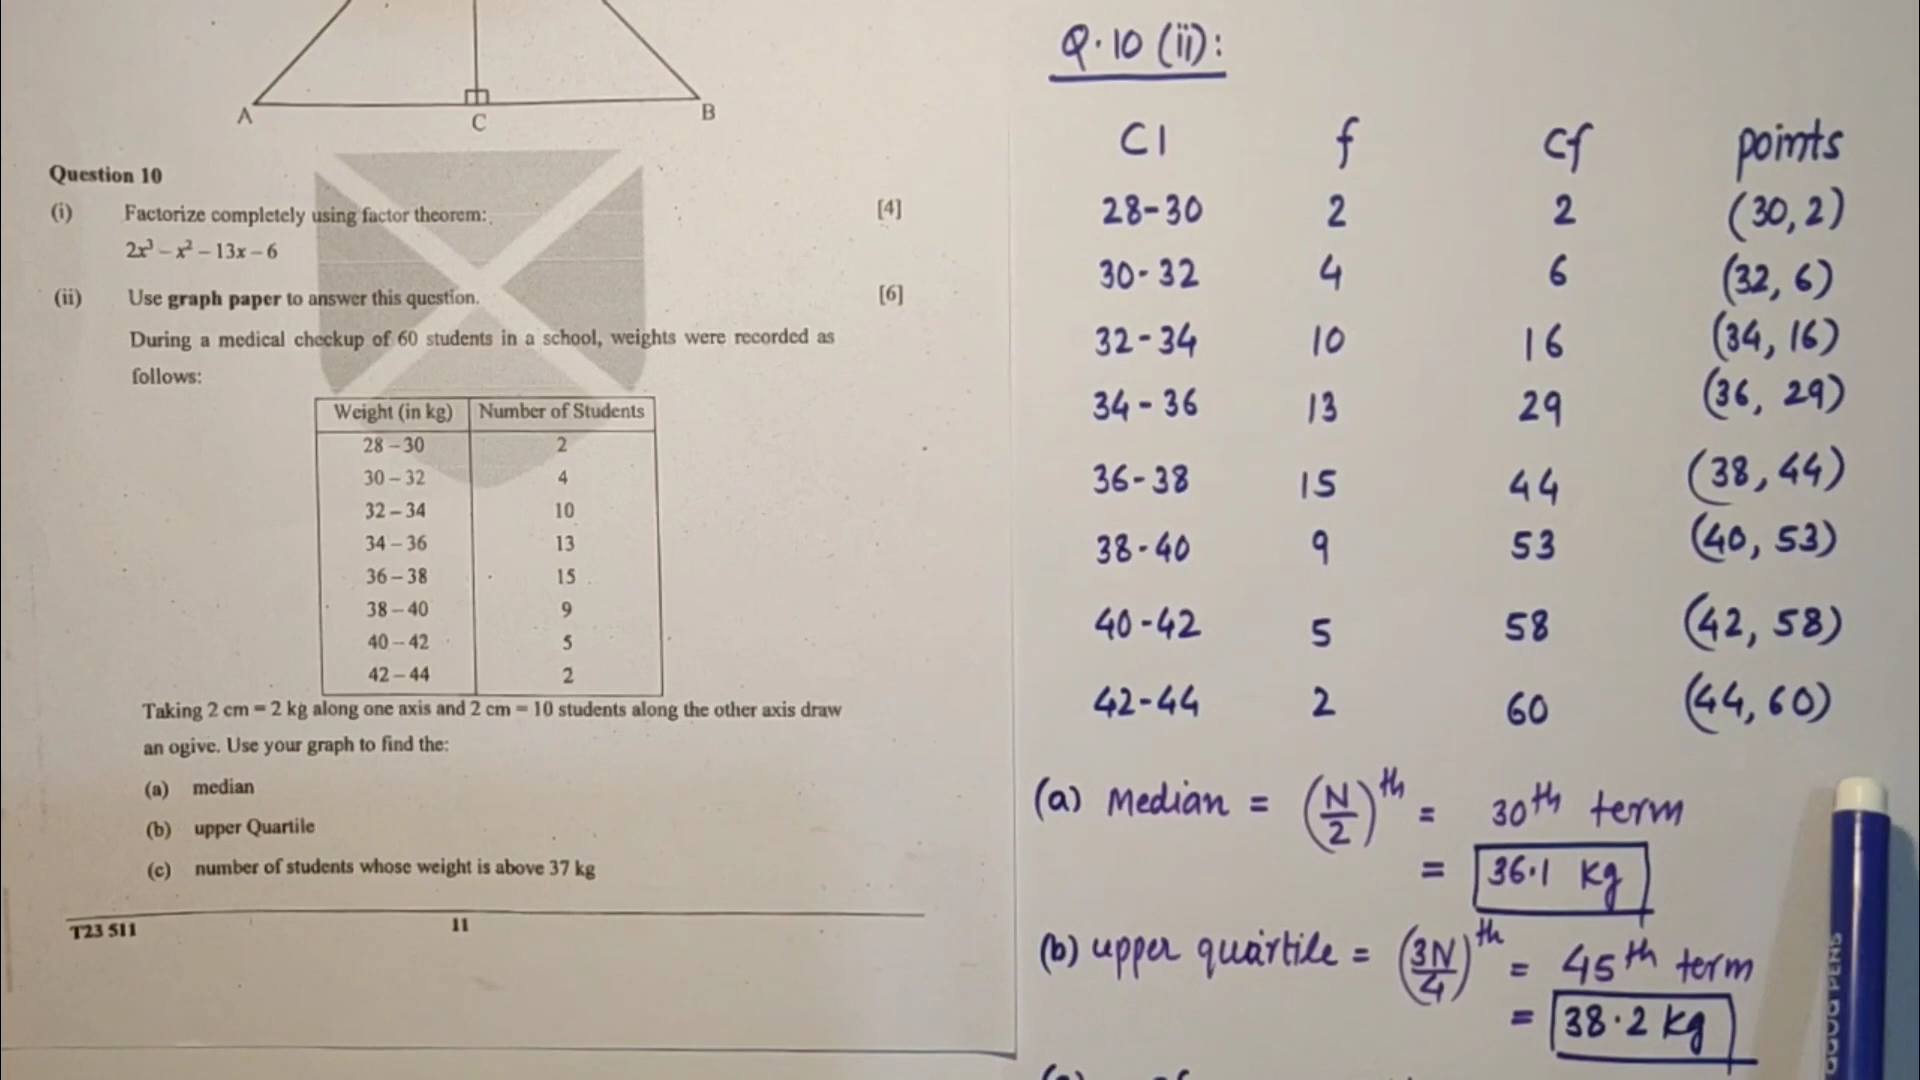 A
C
B
Question 10
(i) Factorize completely using factor theorem: [4]
2x³ – x² – 13x – 6
(ii) Use graph paper to answer this question. [6]
During a medical checkup of 60 students in a school, weights were recorded as
follows:
Weight (in kg) Number of Students
28 – 30 2
30 – 32 4
32 – 34 10
34 – 36 13
36 – 38 15
38 – 40 9
40 – 42 5
42 – 44 2
Taking 2 cm = 2 kg along one axis and 2 cm = 10 students along the other axis draw
an ogive. Use your graph to find the:
(a) median
(b) upper Quartile
(c) number of students whose weight is above 37 kg
T23 511 11
Q.10 (ii):
CI f cf points
28-30 2 2 (30,2)
30-32 4 6 (32, 6)
32-34 10 16 (34, 16)
34-36 13 29 (36, 29)
36-38 15 44 (38, 44)
38-40 9 53 (40, 53)
40-42 5 58 (42, 58)
42-44 2 60 (44, 60)
(a) Median = (N/2)th = 30th term
= 36.1 kg
(b) upper quartile = (3N/4)th = 45th term
= 38.2 kg
PENS